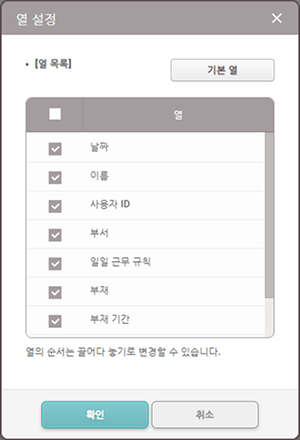 열 설정
• [열 목록]
기본 열
열
날짜
이름
사용자 ID
부서
일일 근무 규칙
부재
부재 기간
열의 순서는 끌어다 놓기로 변경할 수 있습니다.
확인
취소